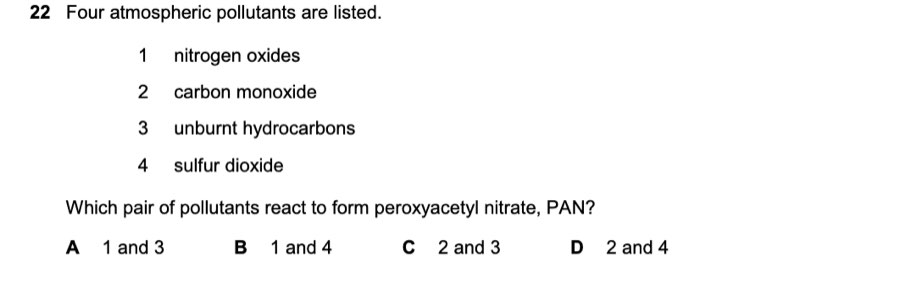 22 Four atmospheric pollutants are listed.
1 nitrogen oxides
2 carbon monoxide
3 unburnt hydrocarbons
4 sulfur dioxide
Which pair of pollutants react to form peroxyacetyl nitrate, PAN?
A 1 and 3 B 1 and 4 C 2 and 3 D 2 and 4